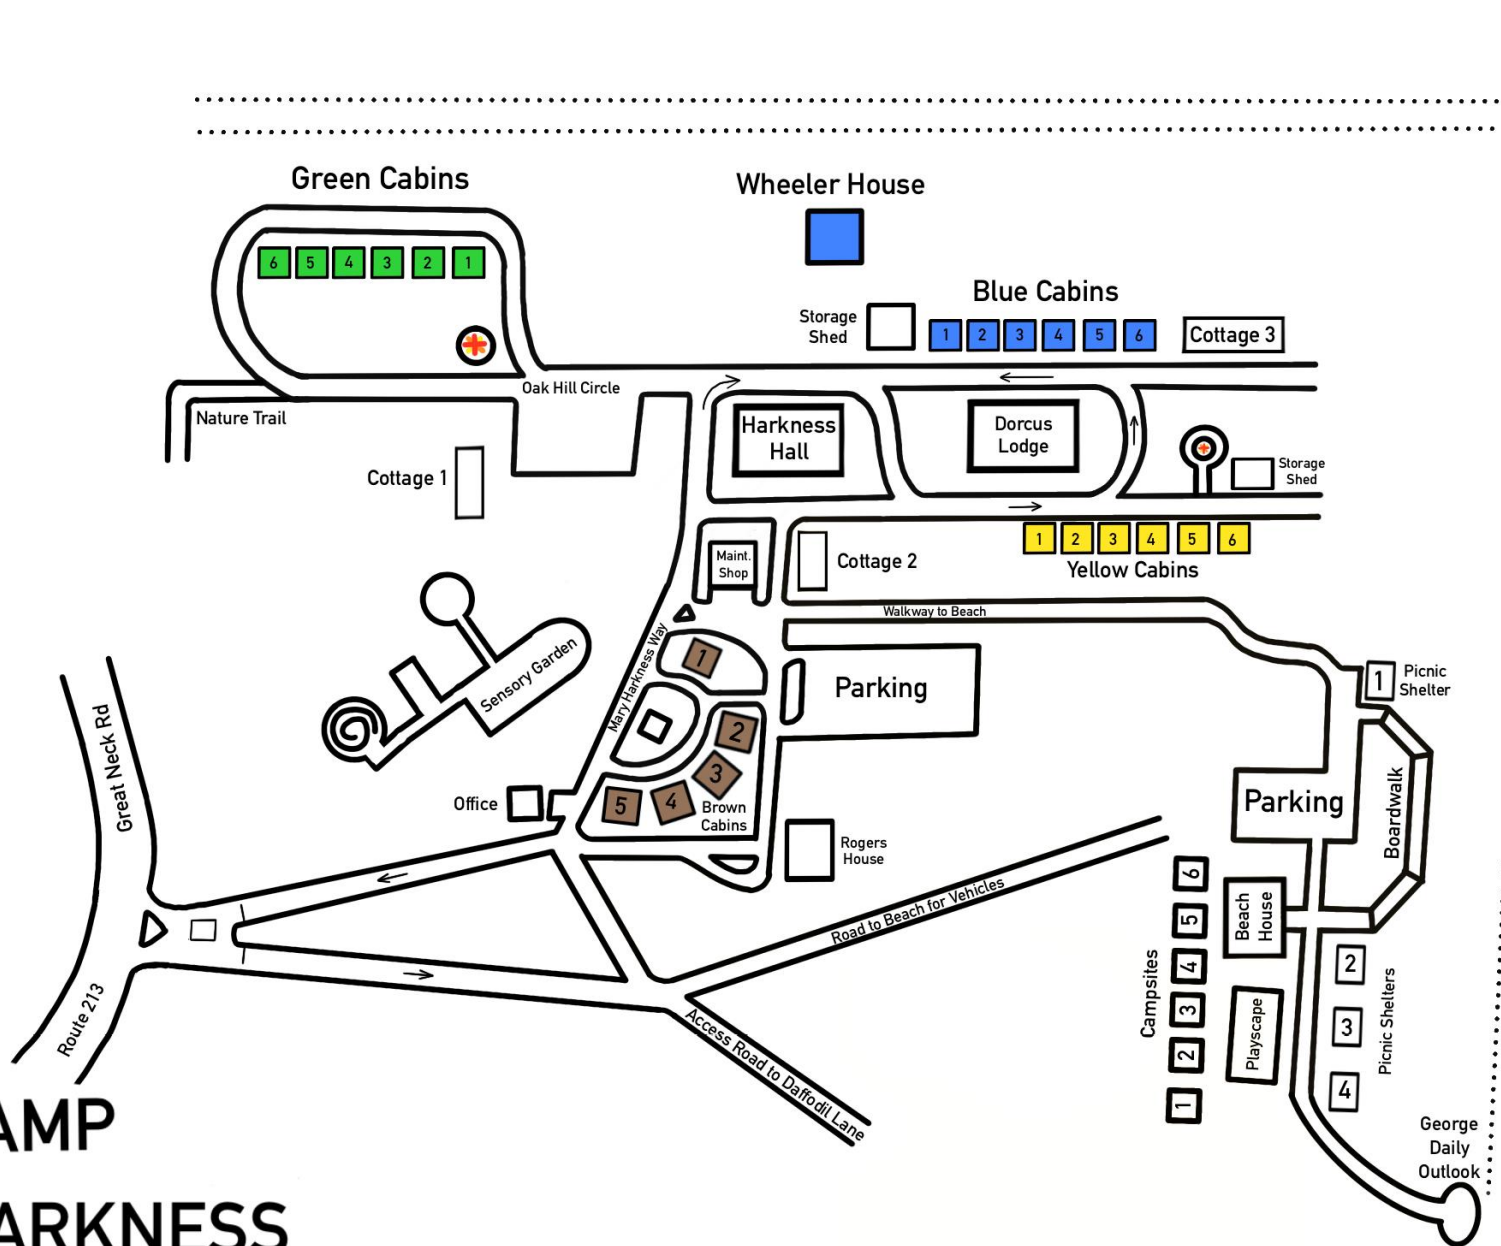 Green Cabins
6 5 4 3 2 1
Wheeler House
Blue Cabins
Storage
Shed
1 2 3 4 5 6
Cottage 3
Oak Hill Circle
Nature Trail
Harkness
Hall
Dorcus
Lodge
Storage
Shed
Cottage 1
1 2 3 4 5 6
Yellow Cabins
Maint.
Shop
Cottage 2
Walkway to Beach
Mary Harkness Way
Sensory Garden
1
2
3
4
5
Brown
Cabins
Parking
1
Picnic
Shelter
Great Neck Rd
Office
Rogers
House
Parking
Boardwalk
Road to Beach for Vehicles
6
5
4
3
2
1
Campsites
Beach
House
Playscape
2
3
4
Picnic Shelters
Route 213
Access Road to Daffodil Lane
George
Daily
Outlook
AMP
ARKNESS